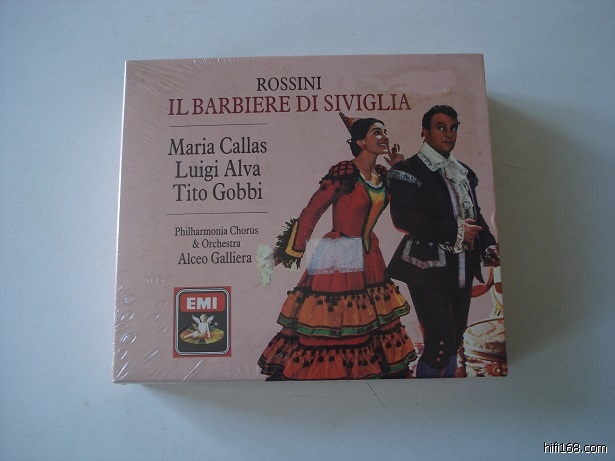 ROSSINI
IL BARBIERE DI SIVIGLIA
Maria Callas
Luigi Alva
Tito Gobbi
Philharmonia Chorus
& Orchestra
Alceo Galliera
EMI
hifi168.com